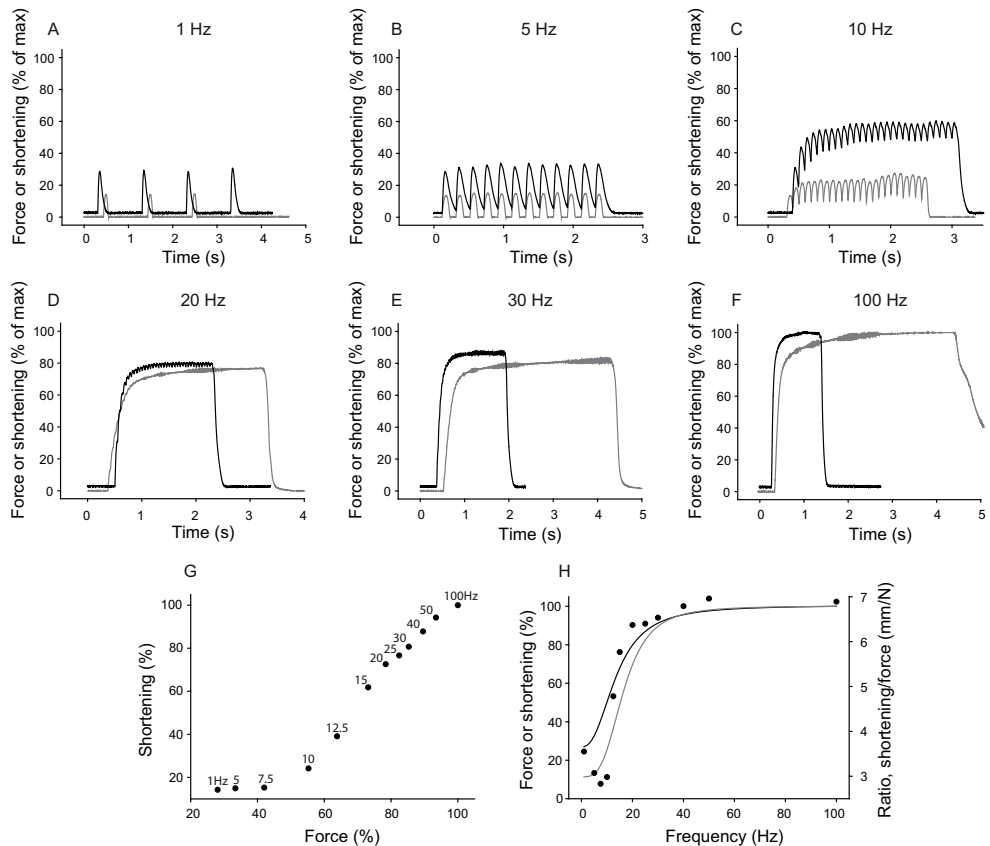 A 1 Hz
Force or shortening (% of max)
100
80
60
40
20
0
0 1 2 3 4 5
Time (s)
B 5 Hz
Force or shortening (% of max)
100
80
60
40
20
0
0 1 2 3
Time (s)
C 10 Hz
Force or shortening (% of max)
100
80
60
40
20
0
0 1 2 3
Time (s)
D 20 Hz
Force or shortening (% of max)
100
80
60
40
20
0
0 1 2 3 4
Time (s)
E 30 Hz
Force or shortening (% of max)
100
80
60
40
20
0
0 1 2 3 4 5
Time (s)
F 100 Hz
Force or shortening (% of max)
100
80
60
40
20
0
0 1 2 3 4 5
Time (s)
G
Shortening (%)
100
80
60
40
20
1Hz 5 7.5 10 12.5 15 20 25 30 40 50 100Hz
20 40 60 80 100
Force (%)
H
Force or shortening (%)
100
80
60
40
20
0
0 20 40 60 80 100
Frequency (Hz)
7
6
5
4
3
Ratio, shortening/force (mm/N)